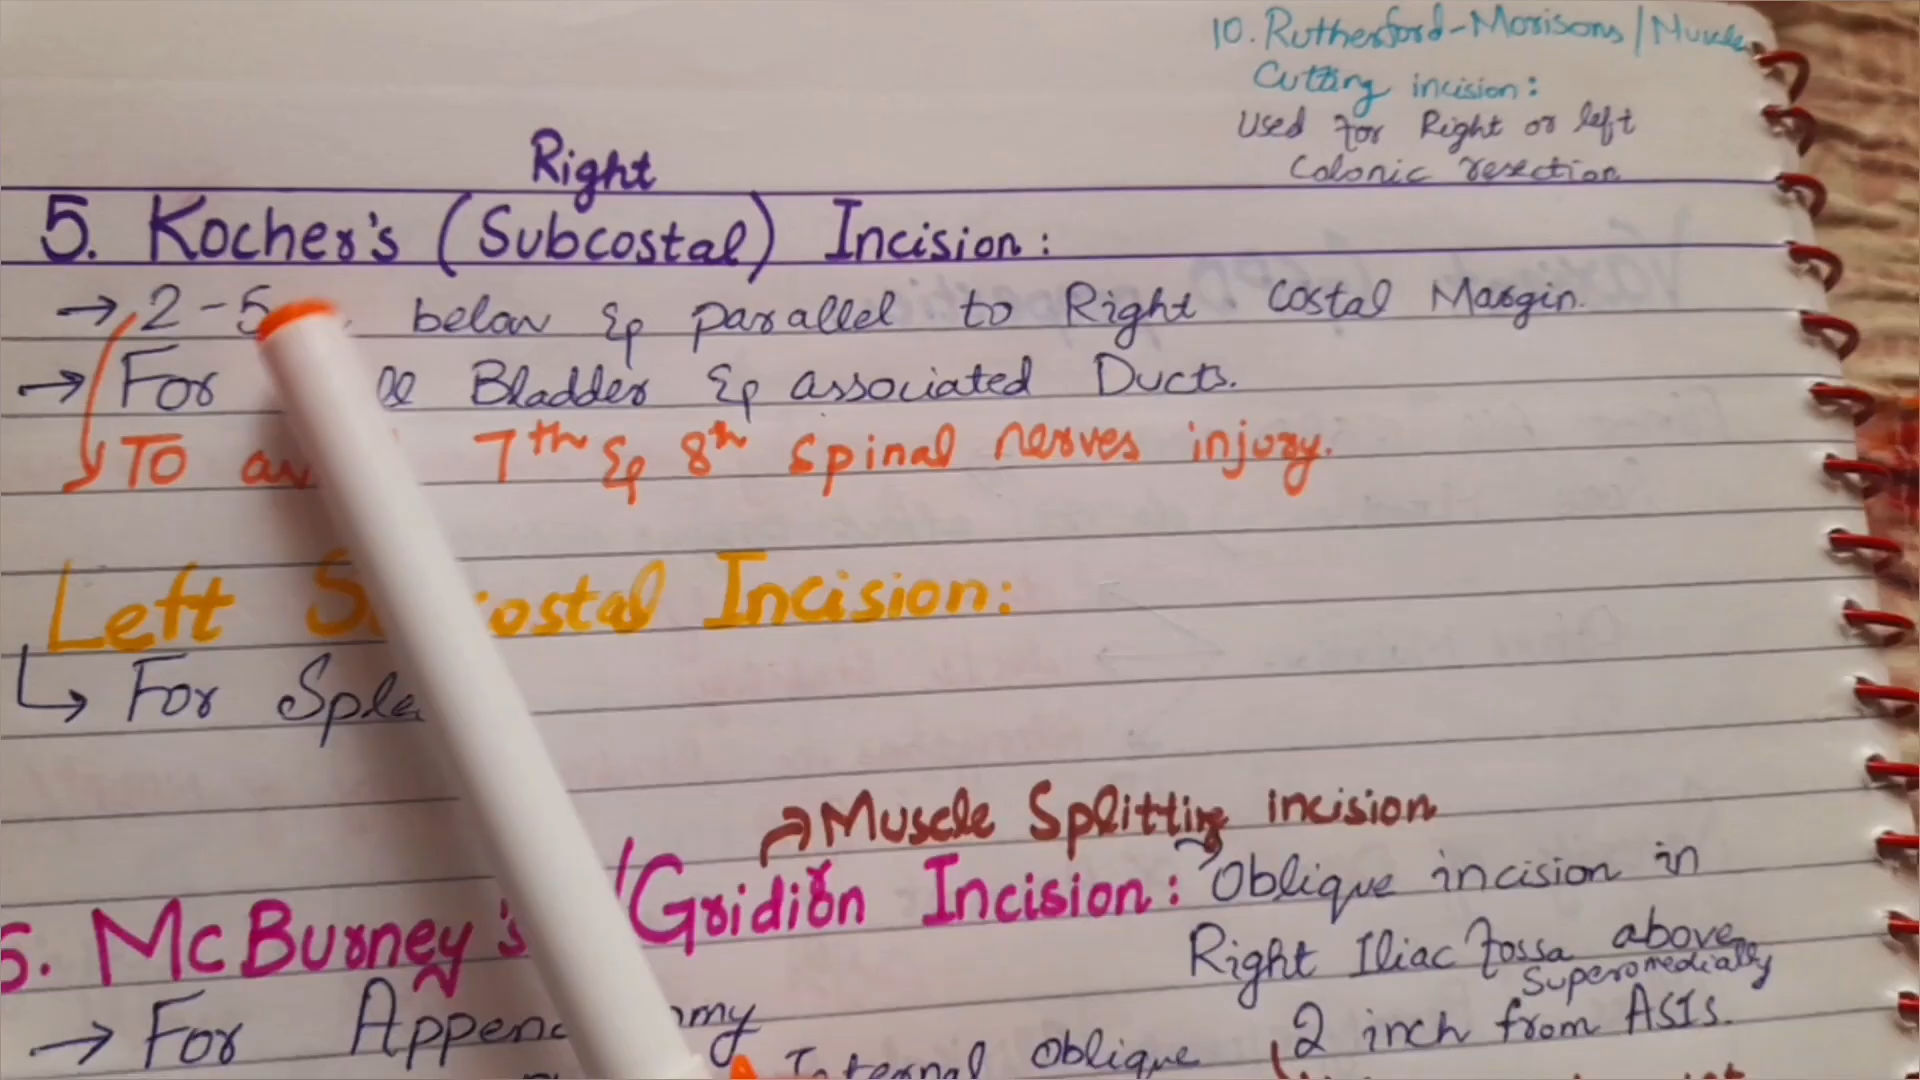 10. Rutherford-Morisons/Muscle
Cutting incision:
Used for Right or left
Colonic resection
Right
5. Kocher's (Subcostal) Incision:
→ 2-5 below & parallel to Right Costal Margin.
→ For Bladder & associated Ducts.
To 7th & 8th Spinal nerves injury.
Left Incision:
For
Muscle Splitting incision
McBurney's /Gridion Incision: Oblique incision in
Right Iliac Fossa above
Superomedially
→ For
2 inch from ASIS.
Internal Oblique